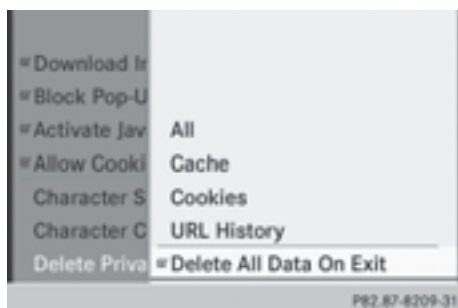 Download Ir
Block Pop-U
Activate Jav
Allow Cooki
Character S
Character C
Delete Priva
All
Cache
Cookies
URL History
Delete All Data On Exit
P82.87-8209-31